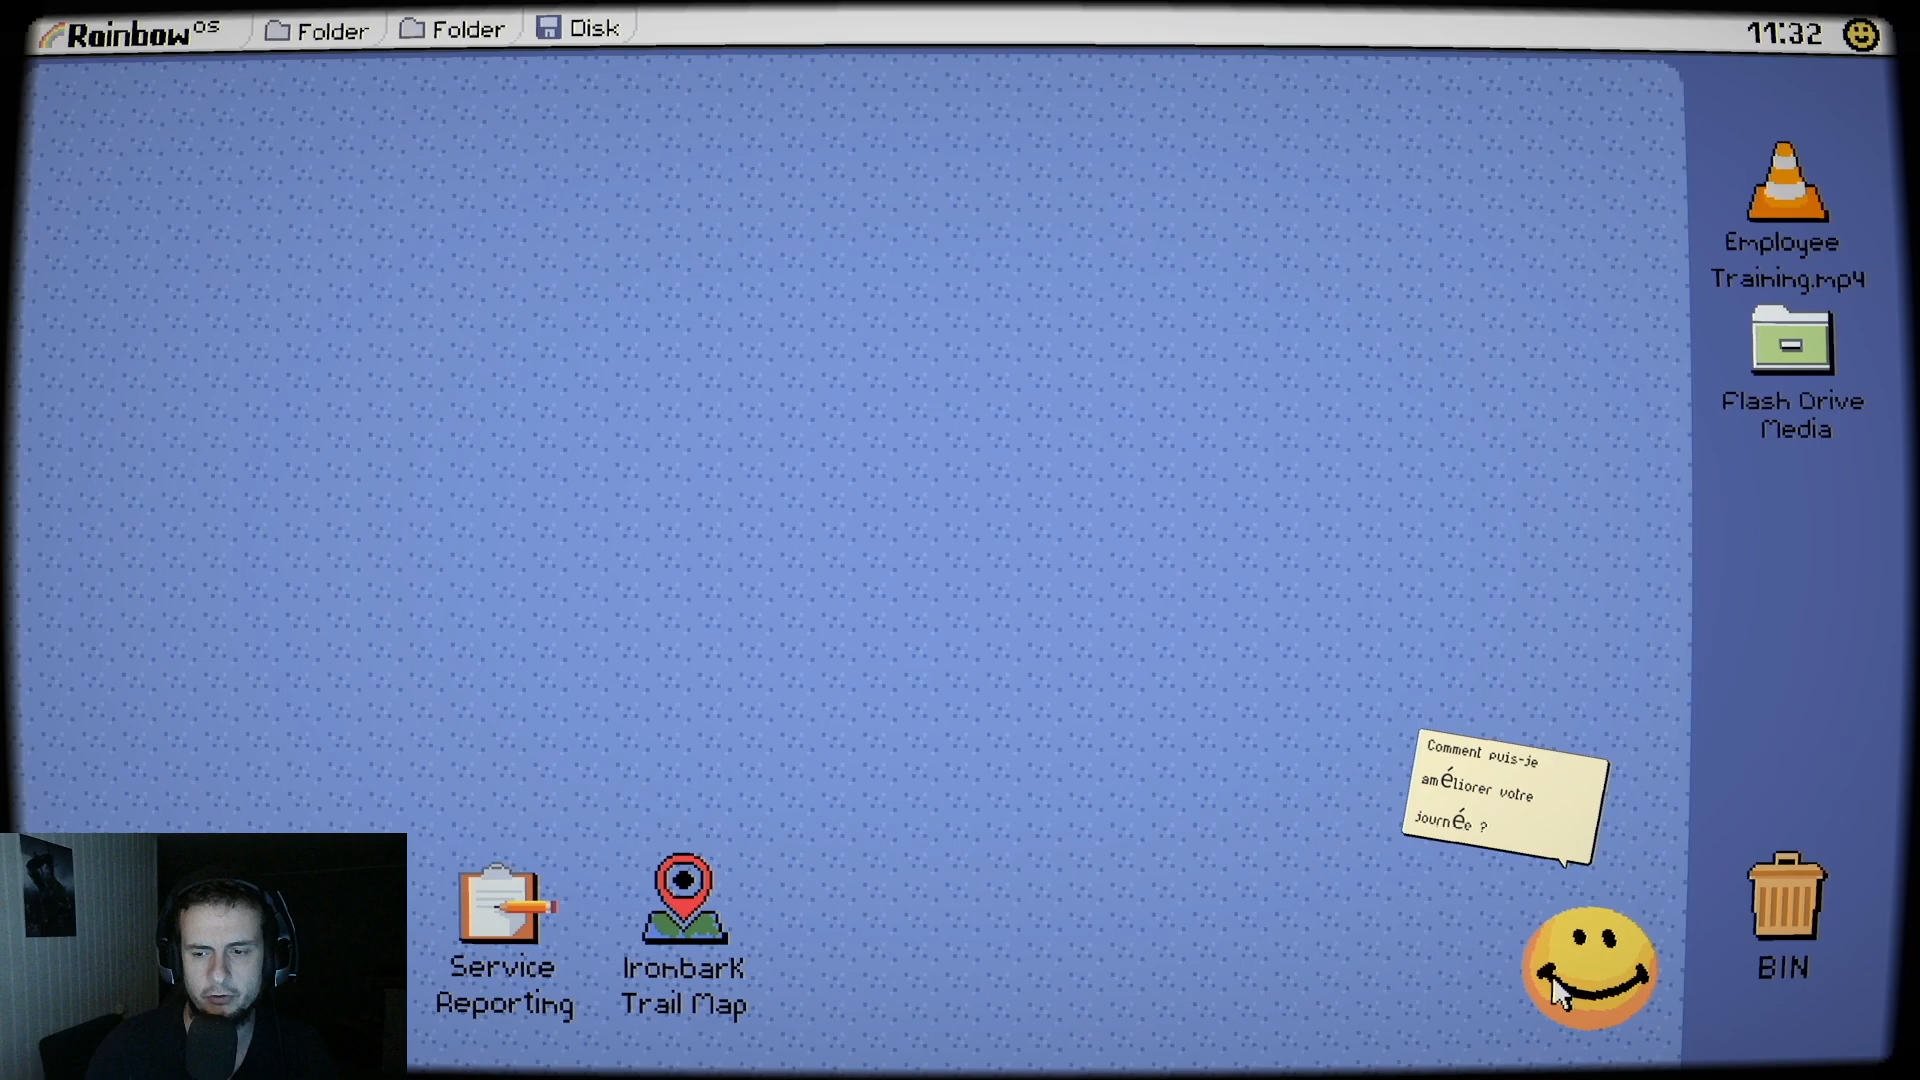 Rainbow OS
Folder
Folder
Disk
11:32
Employee
Training.mp4
Flash Drive
Media
Comment puis-je
améliorer votre
journée ?
Service
Reporting
Ironbark
Trail Map
BIN